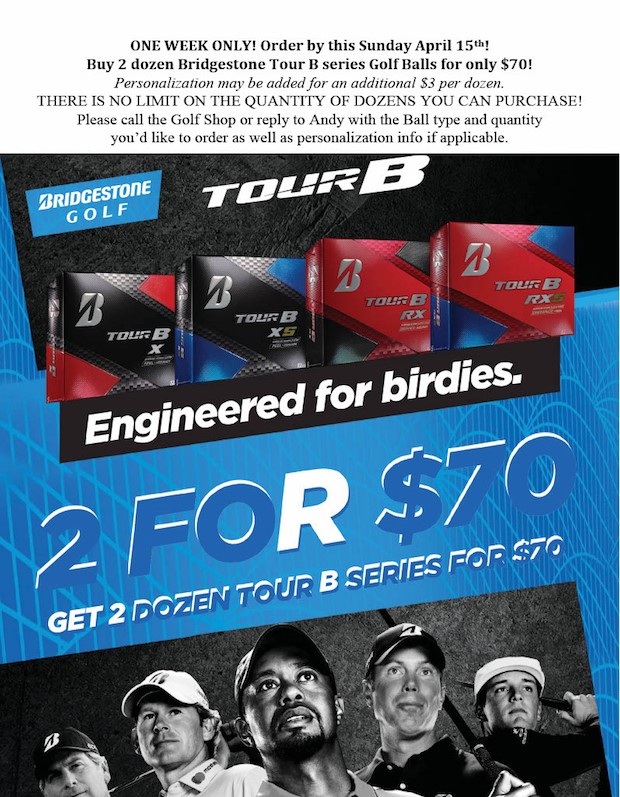 ONE WEEK ONLY! Order by this Sunday April 15th!
Buy 2 dozen Bridgestone Tour B series Golf Balls for only $70!
Personalization may be added for an additional $3 per dozen.
THERE IS NO LIMIT ON THE QUANTITY OF DOZENS YOU CAN PURCHASE!
Please call the Golf Shop or reply to Andy with the Ball type and quantity
you'd like to order as well as personalization info if applicable.
BRIDGESTONE
GOLF
TOUR B
TOUR B
X
TOUR B
XS
TOUR B
RX
TOUR B
RXS
Engineered for birdies.
2 FOR $70
GET 2 DOZEN TOUR B SERIES FOR $70